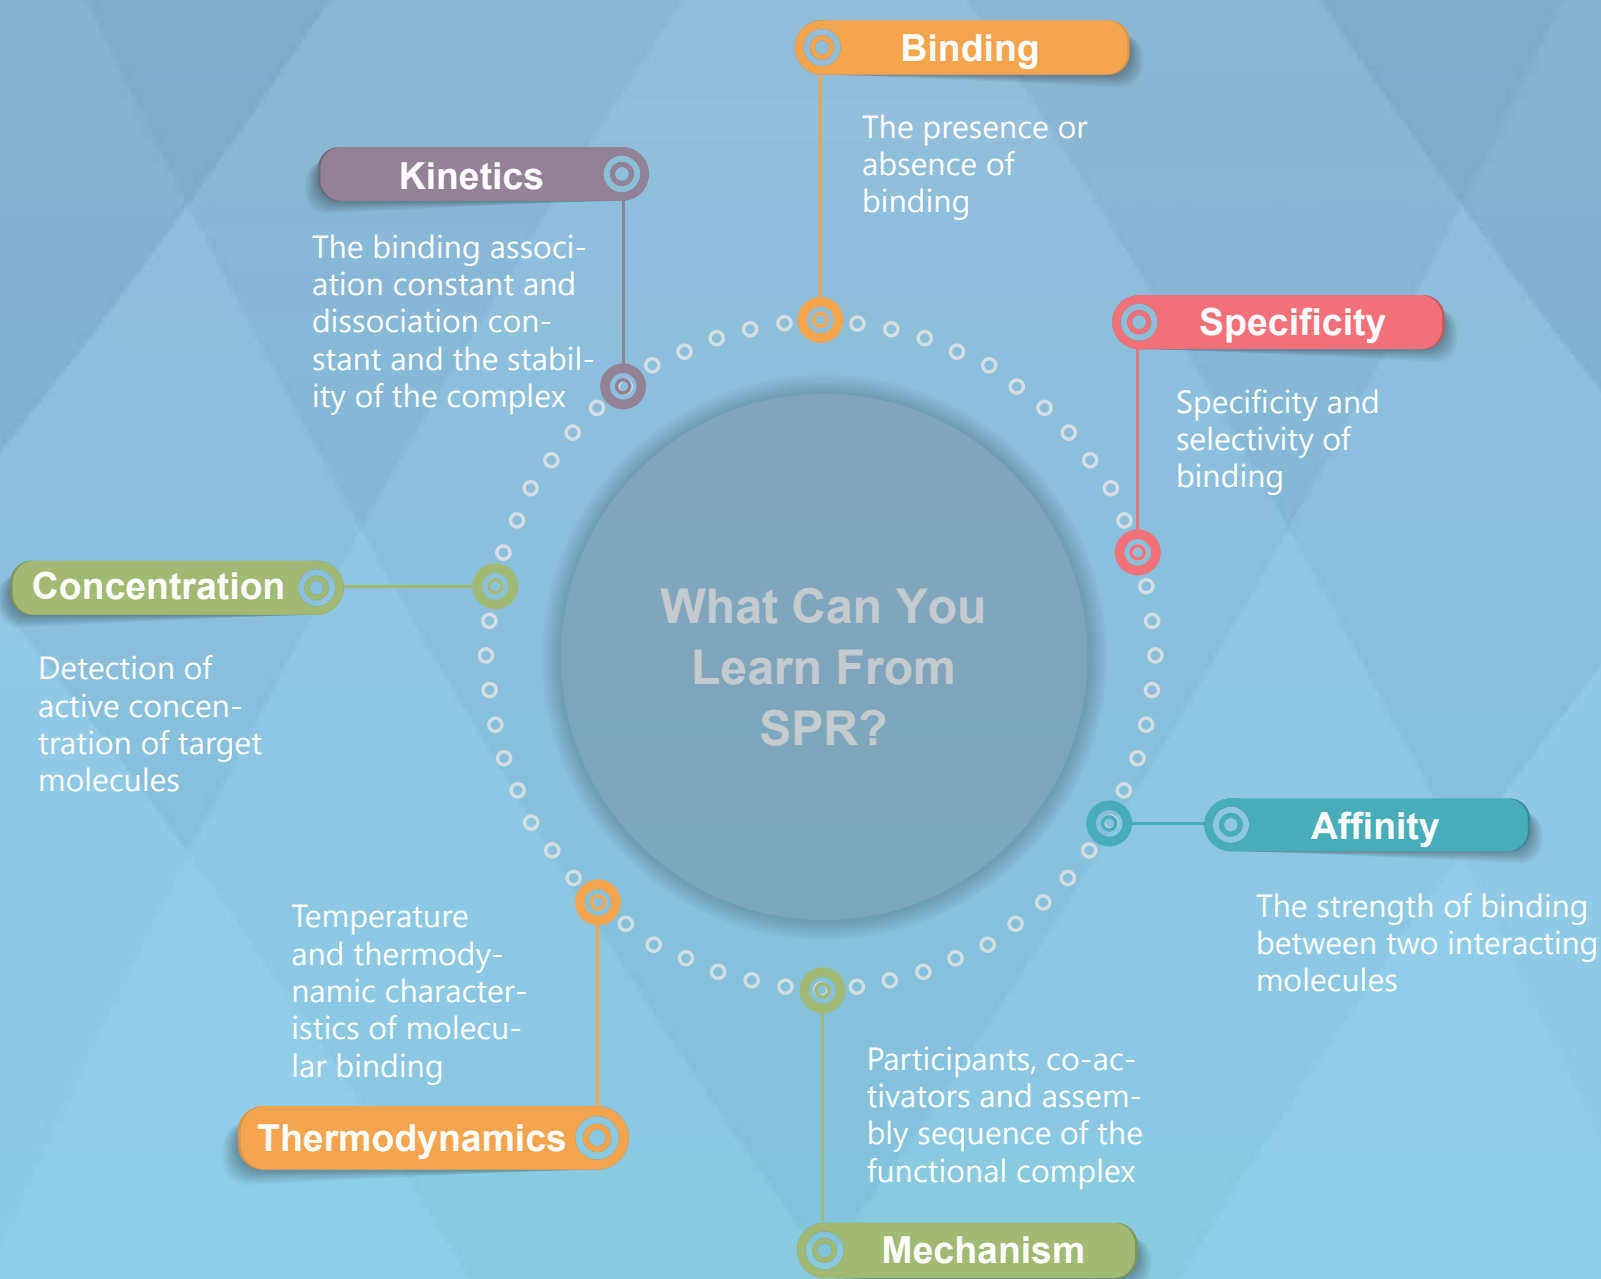 Binding
The presence or
absence of
binding
Kinetics
The binding associ-
ation constant and
dissociation con-
stant and the stabil-
ity of the complex
Specificity
Specificity and
selectivity of
binding
Concentration
Detection of
active concen-
tration of target
molecules
What Can You
Learn From
SPR?
Affinity
The strength of binding
between two interacting
molecules
Temperature
and thermody-
namic character-
istics of molecu-
lar binding
Thermodynamics
Participants, co-ac-
tivators and assem-
bly sequence of the
functional complex
Mechanism